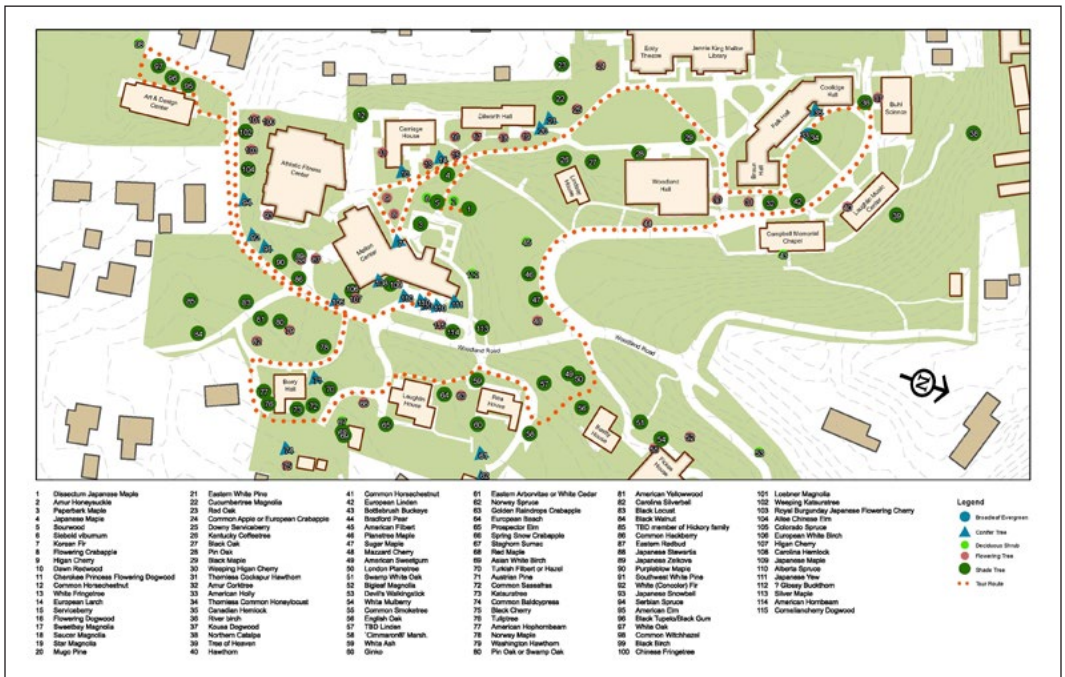 Eddy Theatre
Jennie King Mellon Library
Coolidge Hall
Falk Hall
Buhl Science
Braun Hall
Art & Design Center
Dilworth Hall
Carriage House
Athletic Fitness Center
Lindsay House
Woodland Hall
Laughlin Music Center
Campbell Memorial Chapel
Mellon Center
Woodland Road
Woodland Road
Berry Hall
Laughlin House
Rea House
Fickes House
N
1 Dissectum Japanese Maple
2 Amur Honeysuckle
3 Paperbark Maple
4 Japanese Maple
5 Sourwood
6 Siebold viburnum
7 Korean Fir
8 Flowering Crabapple
9 Higan Cherry
10 Dawn Redwood
11 Cherokee Princess Flowering Dogwood
12 Common Horsechestnut
13 White Fringetree
14 European Larch
15 Serviceberry
16 Flowering Dogwood
17 Sweetbay Magnolia
18 Saucer Magnolia
19 Star Magnolia
20 Mugo Pine
21 Eastern White Pine
22 Cucumbertree Magnolia
23 Red Oak
24 Common Apple or European Crabapple
25 Downy Serviceberry
26 Kentucky Coffeetree
27 Black Oak
28 Pin Oak
29 Black Maple
30 Weeping Higan Cherry
31 Thornless Cockspur Hawthorn
32 Amur Corktree
33 American Holly
34 Thornless Common Honeylocust
35 Canadian Hemlock
36 River birch
37 Kousa Dogwood
38 Northern Catalpa
39 Tree of Heaven
40 Hawthorn
41 Common Horsechestnut
42 European Linden
43 Bottlebrush Buckeye
44 Bradford Pear
45 American Filbert
46 Planetree Maple
47 Sugar Maple
48 Mazzard Cherry
49 American Sweetgum
50 London Planetree
51 Swamp White Oak
52 Bigleaf Magnolia
53 Devil's Walkingstick
54 White Mulberry
55 Common Smoketree
56 English Oak
57 TBD Linden
58 'Cimmaron®' Marsh.
59 White Ash
60 Ginko
61 Eastern Arborvitae or White Cedar
62 Norway Spruce
63 Golden Raindrops Crabapple
64 European Beach
65 Prospector Elm
66 Spring Snow Crabapple
67 Staghorn Sumac
68 Red Maple
69 Asian White Birch
70 Turkish Filbert or Hazel
71 Austrian Pine
72 Common Sassafras
73 Katsuratree
74 Common Baldcypress
75 Black Cherry
76 Tuliptree
77 American Hophornbeam
78 Norway Maple
79 Washington Hawthorn
80 Pin Oak or Swamp Oak
81 American Yellowwood
82 Carolina Silverbell
83 Black Locust
84 Black Walnut
85 TBD member of Hickory family
86 Common Hackberry
87 Eastern Redbud
88 Japanese Stewartia
89 Japanese Zelkova
90 Purpleblow Maple
91 Southwest White Pine
92 White (Concolor) Fir
93 Japanese Snowbell
94 Serbian Spruce
95 American Elm
96 Black Tupelo/Black Gum
97 White Oak
98 Common Witchhazel
99 Black Birch
100 Chinese Fringetree
101 Loebner Magnolia
102 Weeping Katsuratree
103 Royal Burgundy Japanese Flowering Cherry
104 Allee Chinese Elm
105 Colorado Spruce
106 European White Birch
107 Higan Cherry
108 Carolina Hemlock
109 Japanese Maple
110 Alberta Spruce
111 Japanese Yew
112 ? Glossy Buckthorn
113 Silver Maple
114 American Hornbeam
115 Corneliancherry Dogwood
Legend
Broadleaf Evergreen
Conifer Tree
Deciduous Shrub
Flowering Tree
Shade Tree
Tour Route